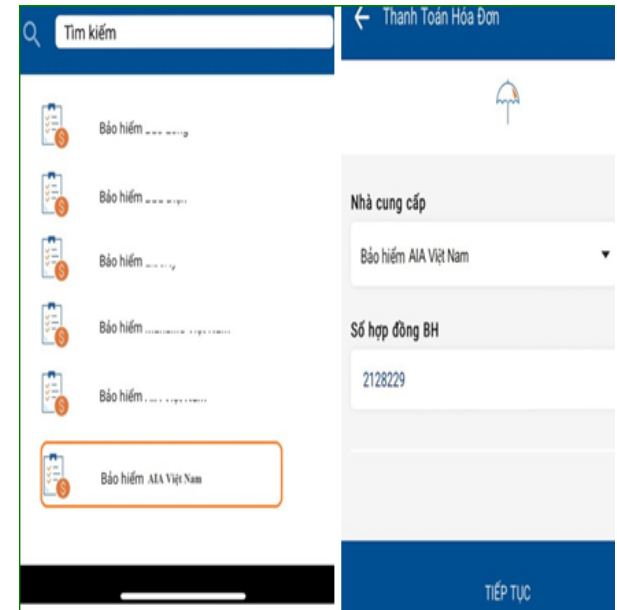 Tìm kiếm
Bảo hiểm
Bảo hiểm
Bảo hiểm
Bảo hiểm
Bảo hiểm
Bảo hiểm AIA Việt Nam
Thanh Toán Hóa Đơn
Nhà cung cấp
Bảo hiểm AIA Việt Nam
Số hợp đồng BH
2128229
TIẾP TỤC